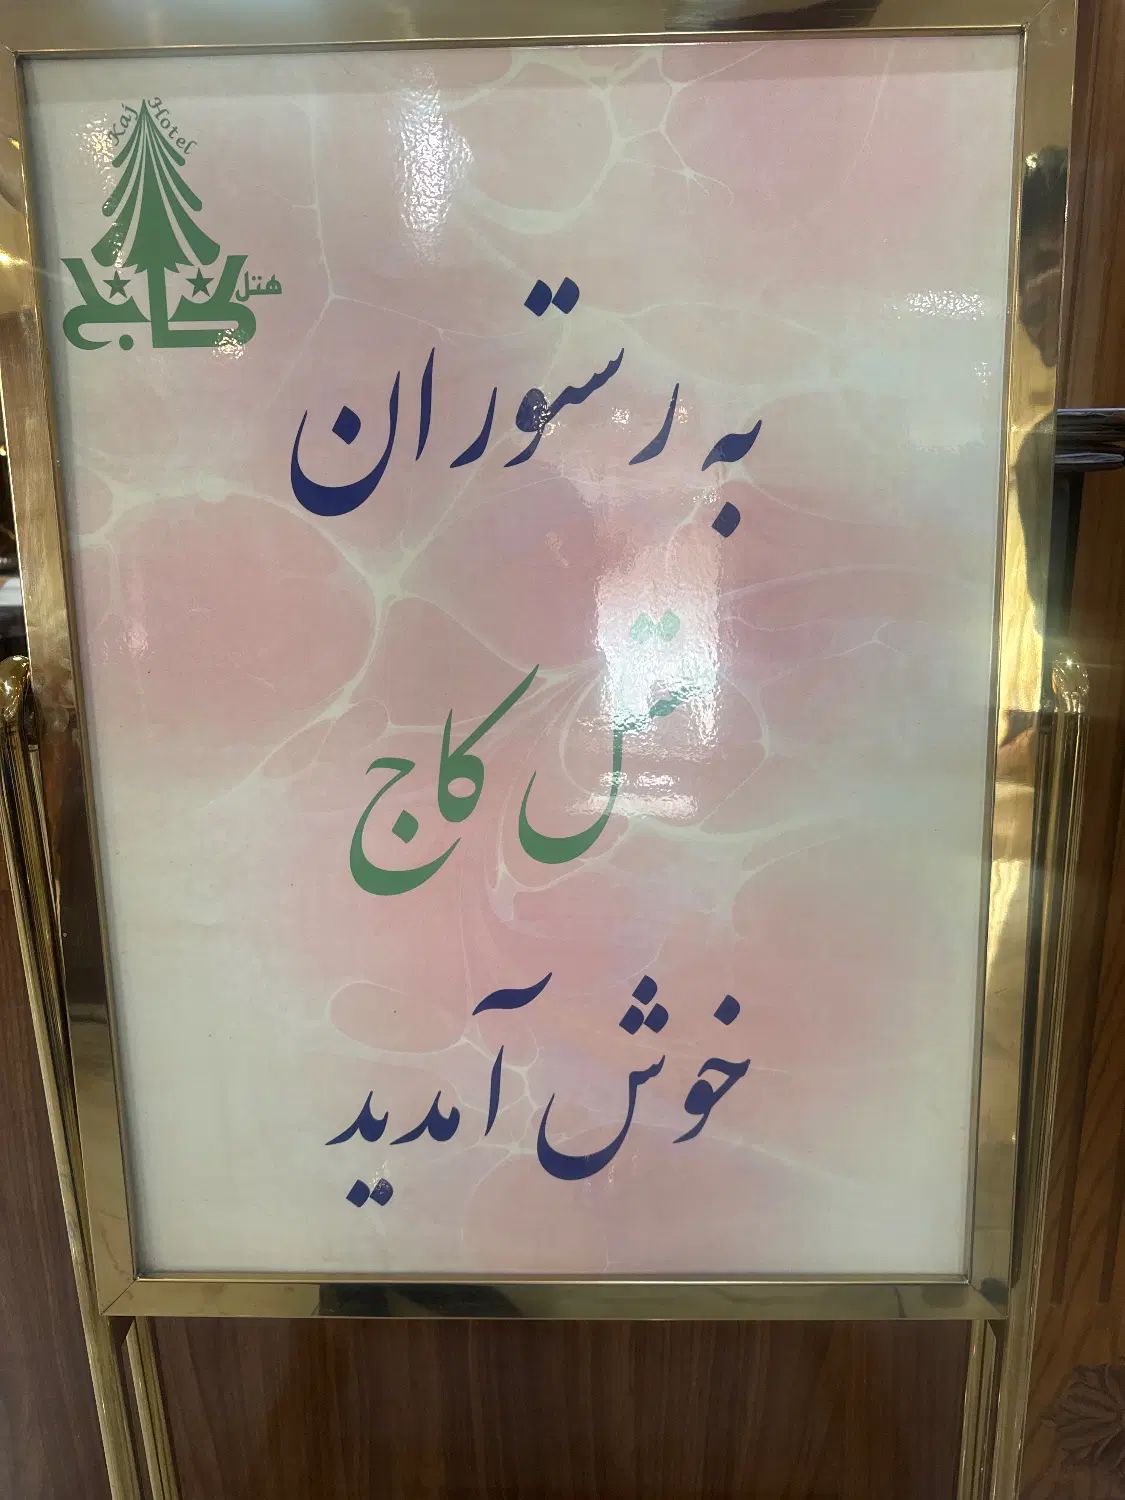 Kaj Hotel
هتل کاج
به رستوران
هتل کاج
خوش آمدید